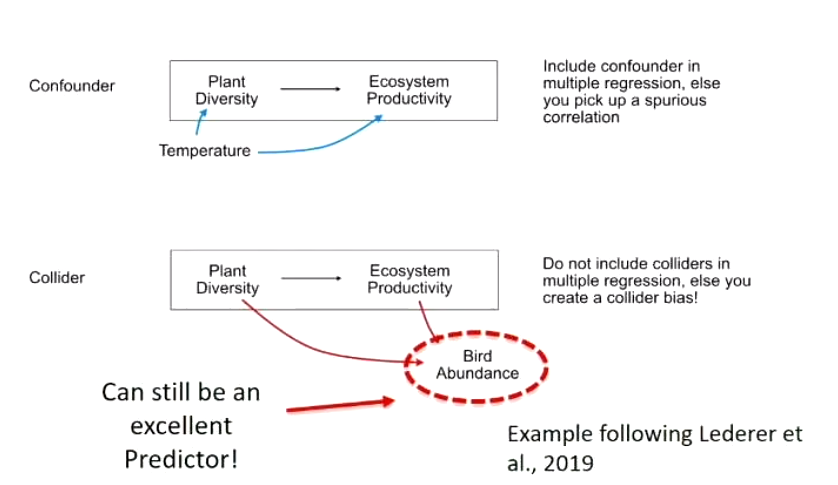 Confounder
Plant
Diversity
Ecosystem
Productivity
Temperature
Include confounder in
multiple regression, else
you pick up a spurious
correlation
Collider
Plant
Diversity
Ecosystem
Productivity
Do not include colliders in
multiple regression, else you
create a collider bias!
Bird
Abundance
Can still be an
excellent
Predictor!
Example following Lederer et
al., 2019